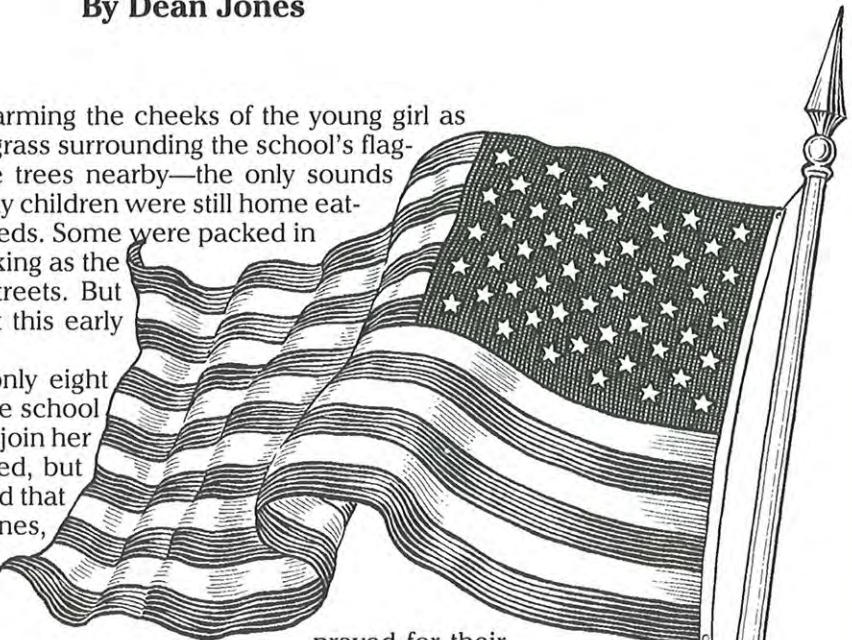 By Dean Jones
arming the cheeks of the young girl as
grass surrounding the school's flag-
e trees nearby—the only sounds
y children were still home eat-
eds. Some were packed in
king as the
treets. But
t this early
only eight
e school
join her
ed, but
d that
nes,
prayed for their